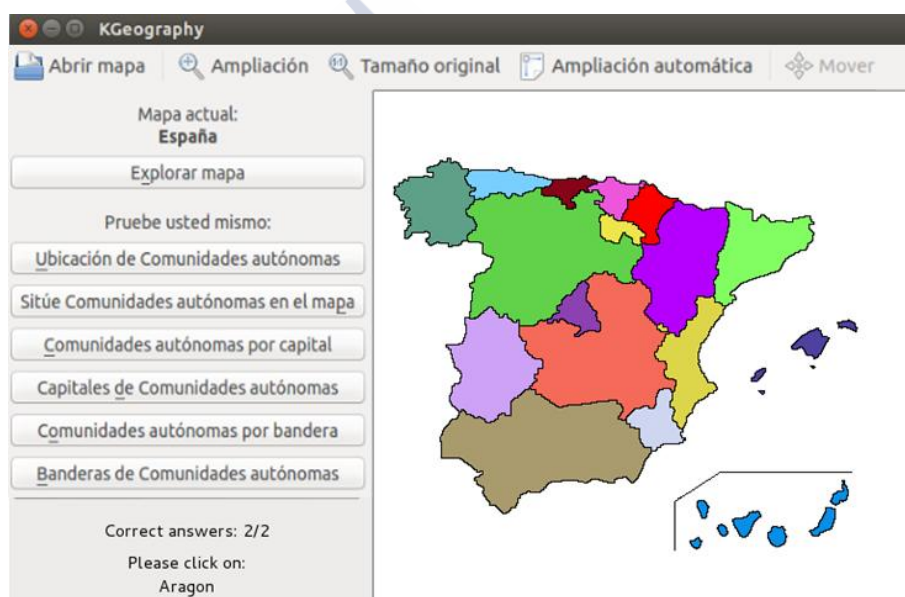 KGeography
Abrir mapa Ampliación Tamaño original Ampliación automática Mover
Mapa actual:
España
Explorar mapa
Pruebe usted mismo:
Ubicación de Comunidades autónomas
Sitúe Comunidades autónomas en el mapa
Comunidades autónomas por capital
Capitales de Comunidades autónomas
Comunidades autónomas por bandera
Banderas de Comunidades autónomas
Correct answers: 2/2
Please click on:
Aragon